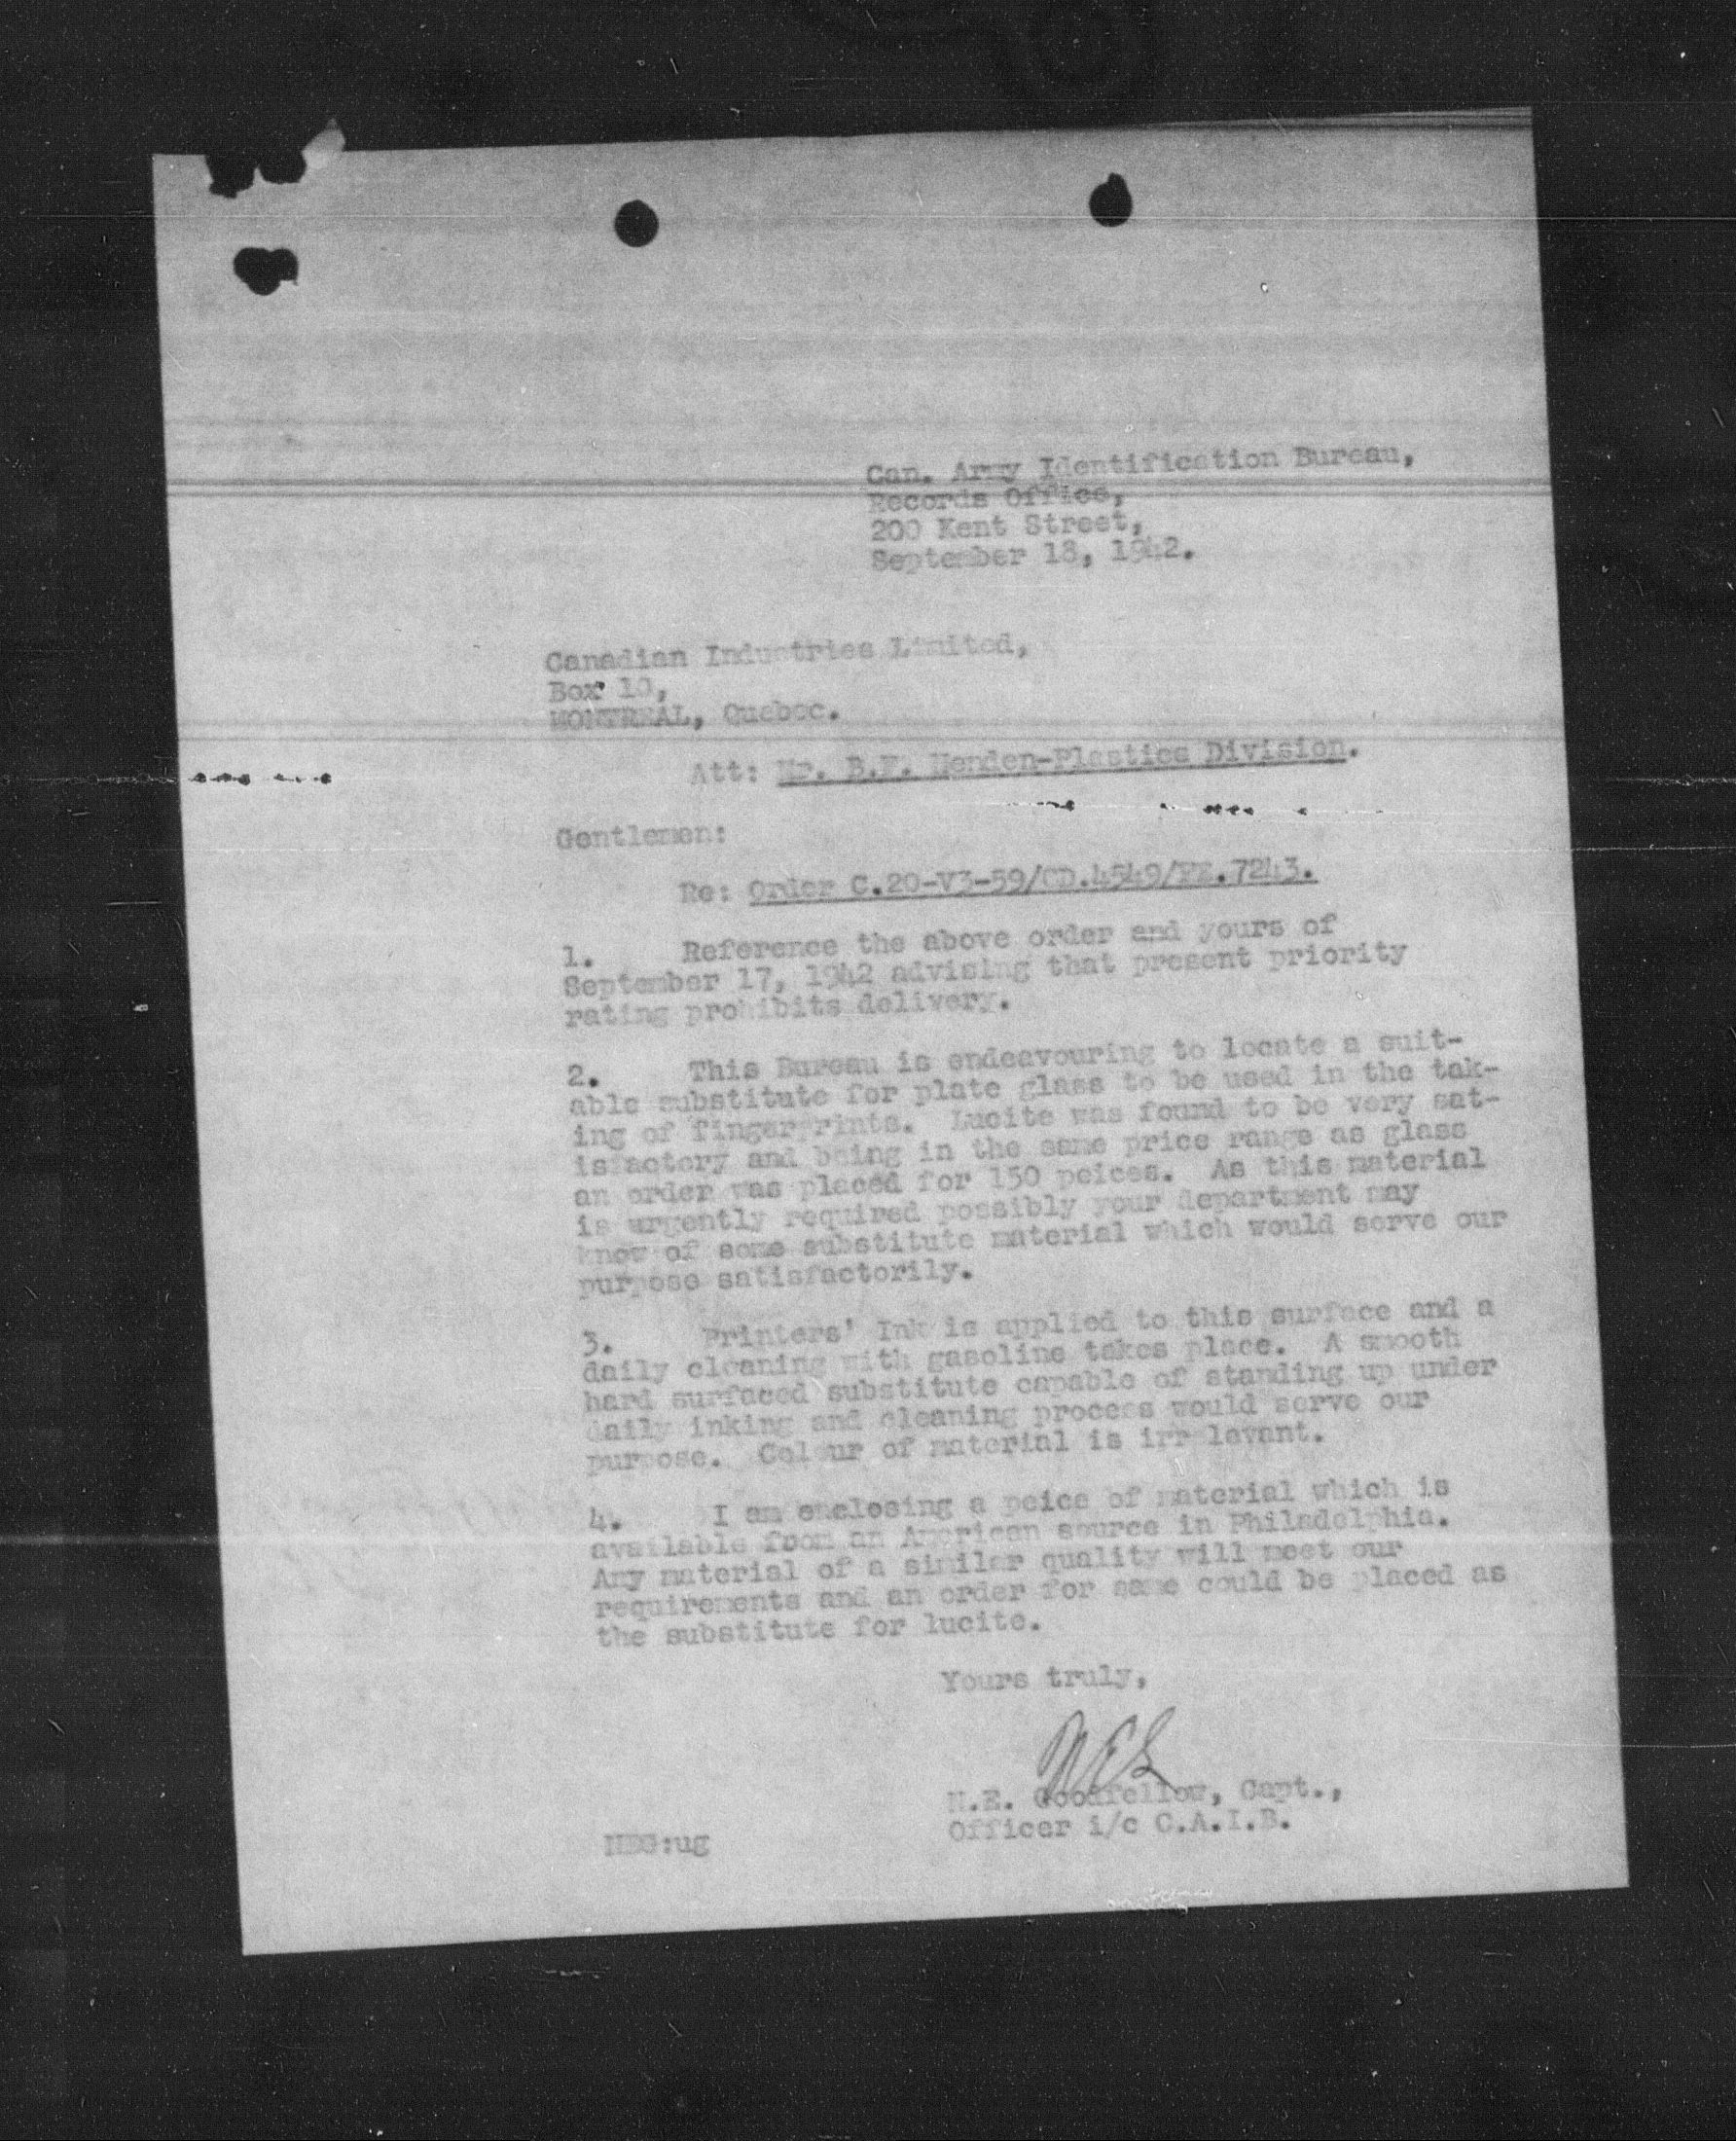 Can. Army Identification Bureau,
Records Office,
200 Kent Street,
September 18, 1942.
Canadian Industries Limited,
Box 10,
MONTREAL, Quebec.
Att: Mr. B.F. Henden-Plastics Division.
Gentlemen:
Re: Order C.20-V3-59/CD.4549/FE.7243.
1. Reference the above order and yours of
September 17, 1942 advising that present priority
rating prohibits delivery.
2. This Bureau is endeavouring to locate a suit-
able substitute for plate glass to be used in the tak-
ing of fingerprints. Lucite was found to be very sat-
isfactory and being in the same price range as glass
an order was placed for 150 peices. As this material
is urgently required possibly your department may
know of some substitute material which would serve our
purpose satisfactorily.
3. Printers' Ink is applied to this surface and a
daily cleaning with gasoline takes place. A smooth
hard surfaced substitute capable of standing up under
daily inking and cleaning process would serve our
purpose. Colour of material is irrelavant.
4. I am enclosing a peice of material which is
available from an American source in Philadelphia.
Any material of a similar quality will meet our
requirements and an order for same could be placed as
the substitute for lucite.
Yours truly,
N.E. Goodfellow, Capt.,
Officer i/c C.A.I.B.
NEG:ug